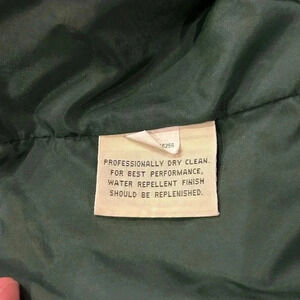 PROFESSIONALLY DRY CLEAN.
FOR BEST PERFORMANCE,
WATER REPELLENT FINISH
SHOULD BE REPLENISHED.